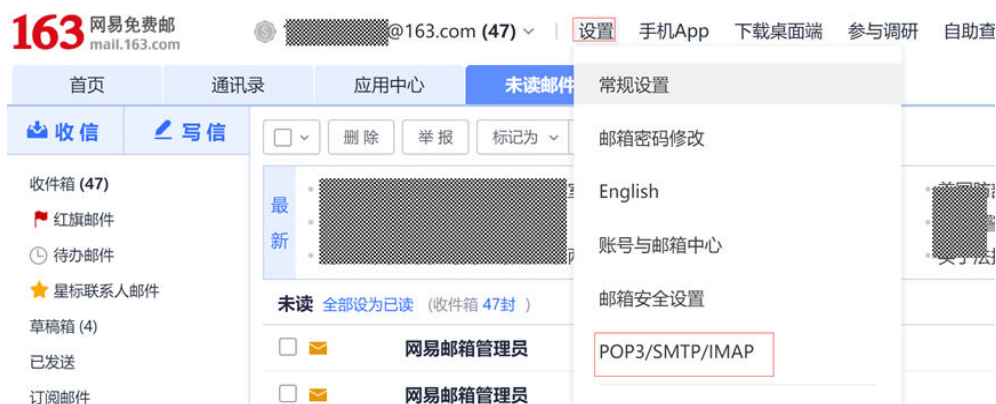 163 网易免费邮
mail.163.com
@163.com (47)
设置 手机App 下载桌面端 参与调研 自助查
首页 通讯录 应用中心 未读邮件
常规设置
收信 写信
删除 举报 标记为
邮箱密码修改
收件箱 (47)
最新
English
红旗邮件
账号与邮箱中心
待办邮件
星标联系人邮件
邮箱安全设置
未读 全部设为已读 (收件箱 47封 )
草稿箱 (4)
网易邮箱管理员
POP3/SMTP/IMAP
已发送
订阅邮件
网易邮箱管理员